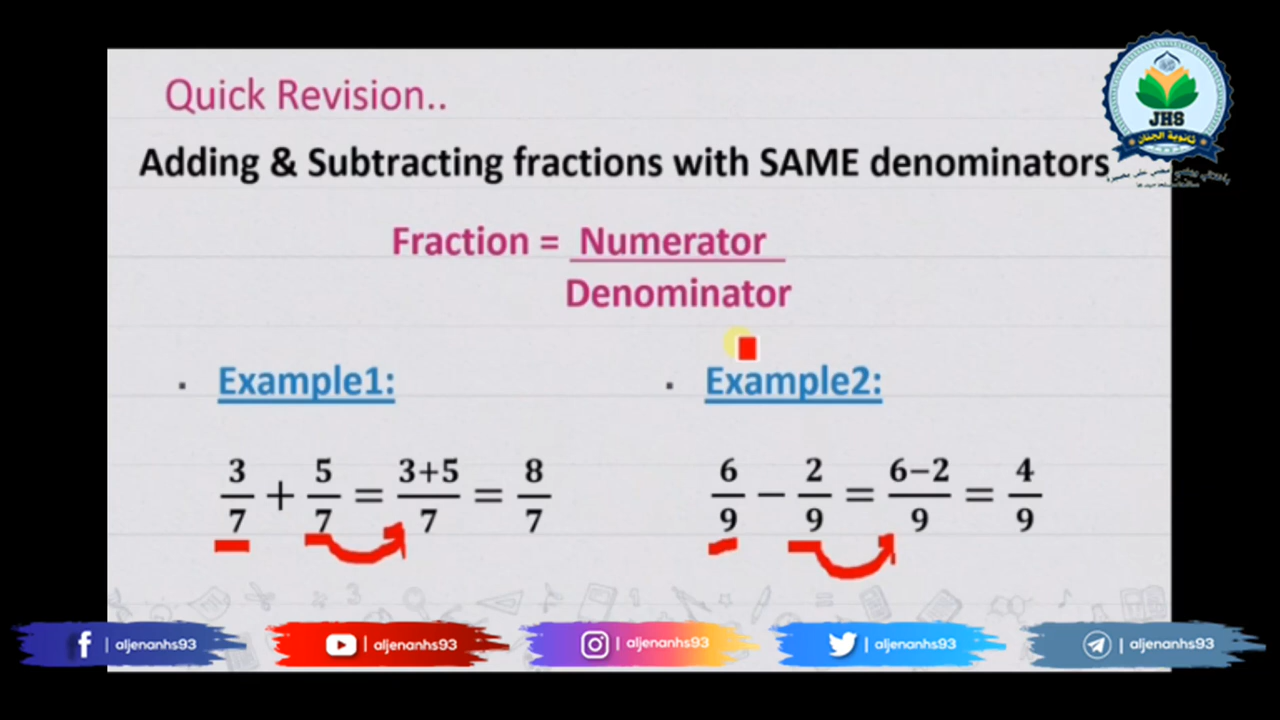 Quick Revision..
JHS
ثانوية الجنان
Adding & Subtracting fractions with SAME denominators
Fraction = Numerator
Denominator
Example1:
Example2:
3/7 + 5/7 = 3+5/7 = 8/7
6/9 − 2/9 = 6−2/9 = 4/9
f | aljenanhs93
| aljenanhs93
| aljenanhs93
| aljenanhs93
| aljenanhs93